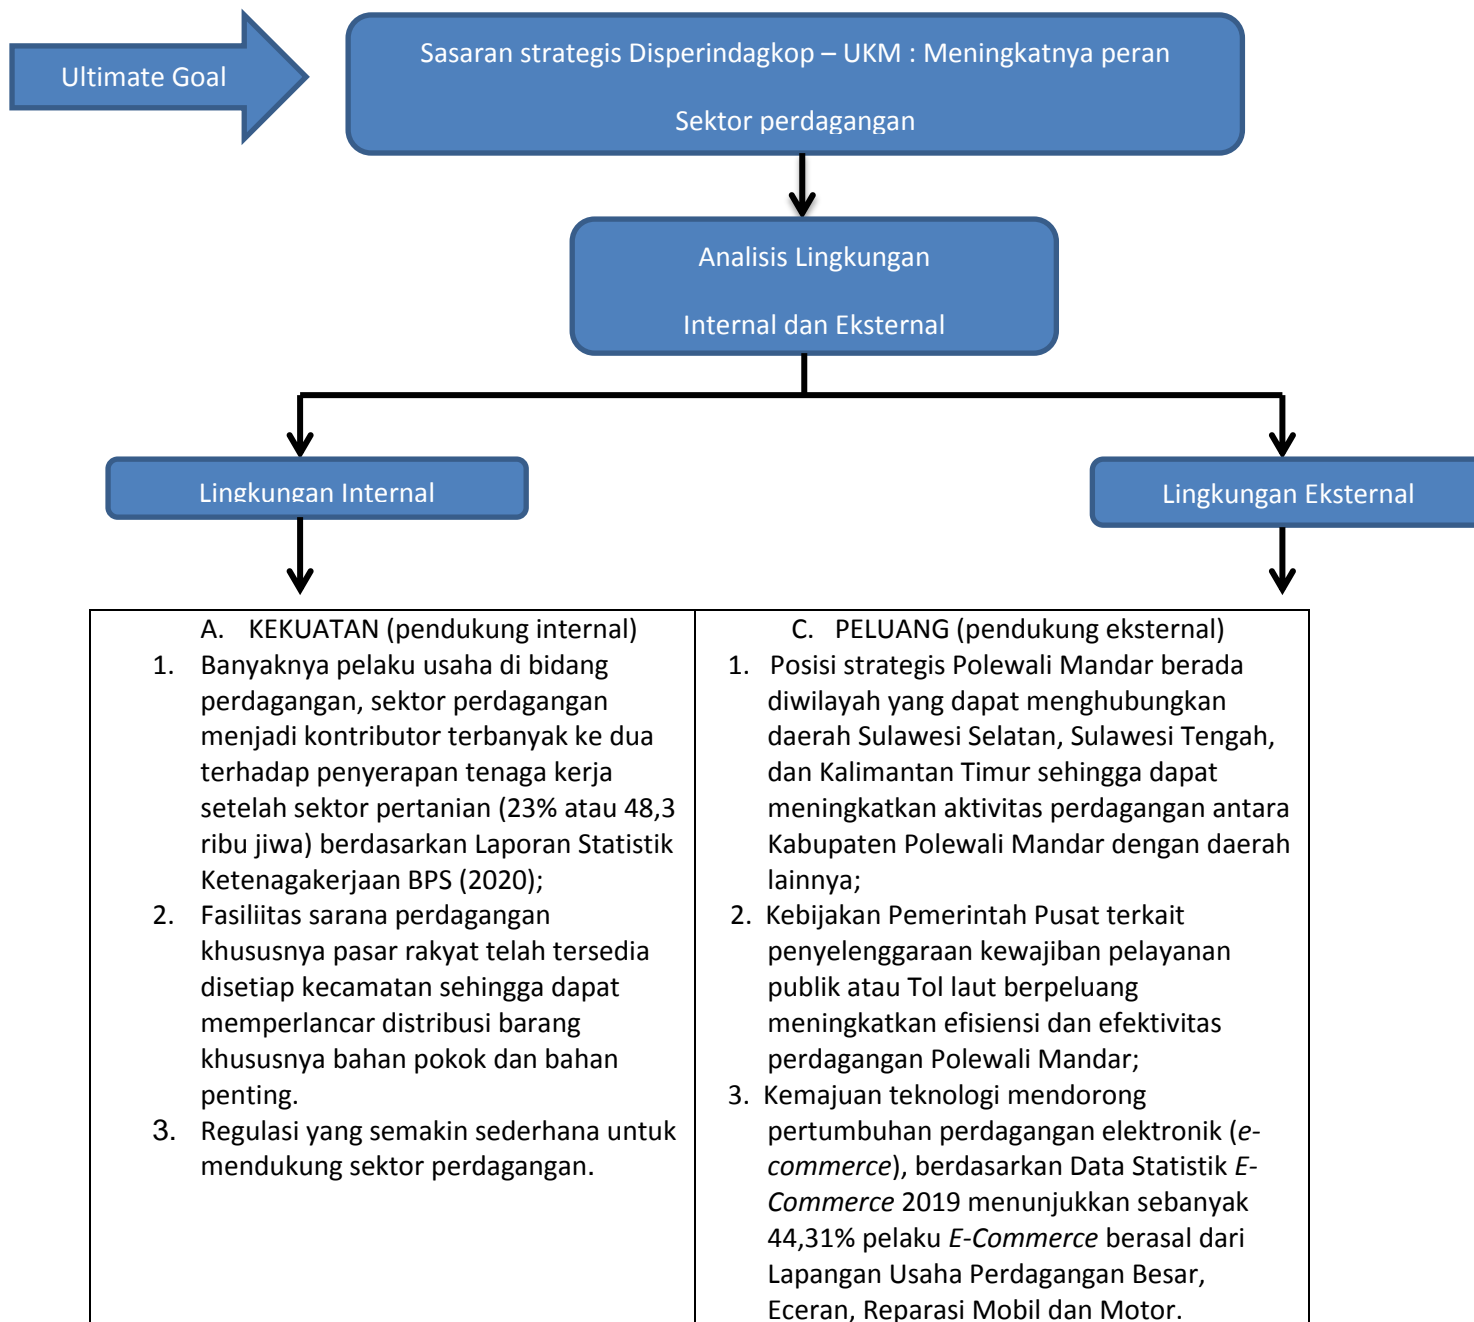 Ultimate Goal
Sasaran strategis Disperindagkop – UKM : Meningkatnya peran
Sektor perdagangan
Analisis Lingkungan
Internal dan Eksternal
Lingkungan Internal
Lingkungan Eksternal
A. KEKUATAN (pendukung internal)
1. Banyaknya pelaku usaha di bidang
perdagangan, sektor perdagangan
menjadi kontributor terbanyak ke dua
terhadap penyerapan tenaga kerja
setelah sektor pertanian (23% atau 48,3
ribu jiwa) berdasarkan Laporan Statistik
Ketenagakerjaan BPS (2020);
2. Fasiliitas sarana perdagangan
khususnya pasar rakyat telah tersedia
disetiap kecamatan sehingga dapat
memperlancar distribusi barang
khususnya bahan pokok dan bahan
penting.
3. Regulasi yang semakin sederhana untuk
mendukung sektor perdagangan.
C. PELUANG (pendukung eksternal)
1. Posisi strategis Polewali Mandar berada
diwilayah yang dapat menghubungkan
daerah Sulawesi Selatan, Sulawesi Tengah,
dan Kalimantan Timur sehingga dapat
meningkatkan aktivitas perdagangan antara
Kabupaten Polewali Mandar dengan daerah
lainnya;
2. Kebijakan Pemerintah Pusat terkait
penyelenggaraan kewajiban pelayanan
publik atau Tol laut berpeluang
meningkatkan efisiensi dan efektivitas
perdagangan Polewali Mandar;
3. Kemajuan teknologi mendorong
pertumbuhan perdagangan elektronik (e-
commerce), berdasarkan Data Statistik E-
Commerce 2019 menunjukkan sebanyak
44,31% pelaku E-Commerce berasal dari
Lapangan Usaha Perdagangan Besar,
Eceran, Reparasi Mobil dan Motor.